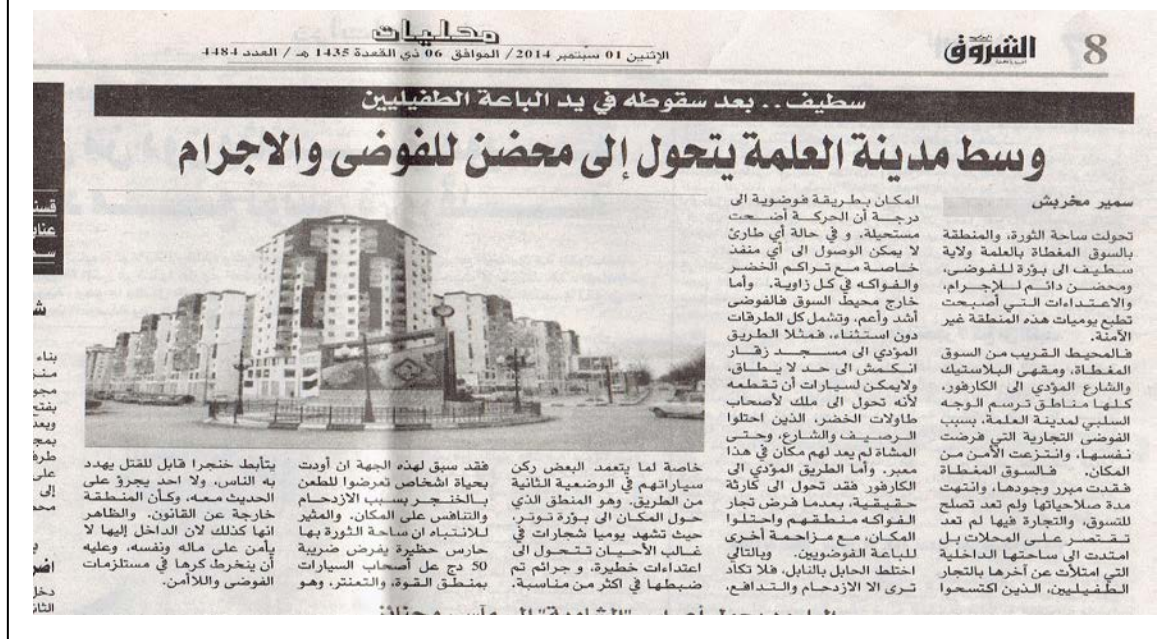 محليات
الإثنين 01 سبتمبر 2014/ الموافق 06 ذي القعدة 1435 هـ / العدد 4484
الشروق
8
سطيف.. بعد سقوطه في يد الباعة الطفيليين
وسط مدينة العلمة يتحول إلى محضن للفوضى والاجرام
سمير مخربش
تحولت ساحة الثورة، والمنطقة
بالسوق المغطاة بالعلمة ولاية
سطيف الى بؤرة للفوضى،
ومحضن دائم للإجرام،
والاعتداءات التي أصبحت
تطبع يوميات هذه المنطقة غير
الآمنة.
فالمحيط القريب من السوق
المغطاة، ومقهى البلاستيك
والشارع المؤدي الى الكارفور،
كلها مناطق ترسم الوجه
السلبي لمدينة العلمة، بسبب
الفوضى التجارية التي فرضت
نفسها، وانتزعت الأمن من
المكان. فالسوق المغطاة
فقدت مبرر وجودها، وانتهت
مدة صلاحياتها ولم تعد تصلح
للتسوق، والتجارة فيها لم تعد
تقتصر على المحلات بل
امتدت الى ساحتها الداخلية
التي امتلأت عن آخرها بالتجار
الطفيليين، الذين اكتسحوا
المكان بطريقة فوضوية الى
درجة أن الحركة أضحت
مستحيلة. و في حالة أي طارئ
لا يمكن الوصول الى أي منفذ
خاصة مع تراكم الخضر
والفواكه في كل زاوية. وأما
خارج محيط السوق فالفوضى
أشد وأعم، وتشمل كل الطرقات
دون استثناء، فمثلا الطريق
المؤدي الى مسجد زقار
انكمش الى حد لا يطاق،
ولايمكن لسيارات أن تقطعه
لأنه تحول الى ملك لأصحاب
طاولات الخضر، الذين احتلوا
الرصيف والشارع، وحتى
المشاة لم يعد لهم مكان في هذا
معبر. وأما الطريق المؤدي الى
الكارفور فقد تحول الى كارثة
حقيقية، بعدما فرض تجار
الفواكه منطقهم واحتلوا
المكان، مع مزاحمة أخرى
للباعة الفوضويين. وبالتالي
اختلط الحابل بالنابل، فلا تكاد
ترى الا الازدحام والتدافع،
خاصة لما يتعمد البعض ركن
سياراتهم في الوضعية الثانية
من الطريق. وهو المنطق الذي
حول المكان الى بؤرة توتر،
حيث تشهد يوميا شجارات في
غالب الأحيان تتحول الى
اعتداءات خطيرة، و جرائم تم
ضبطها في اكثر من مناسبة.
فقد سبق لهذه الجهة ان أودت
بحياة اشخاص تعرضوا للطعن
بالخنجر بسبب الازدحام
والتنافس على المكان. والمثير
للانتباه ان ساحة الثورة بها
حارس حظيرة يفرض ضريبة
50 دج عل أصحاب السيارات
بمنطق القوة، والتعنتر، وهو
يتأبط خنجرا قابل للقتل يهدد
به الناس، ولا احد يجرؤ على
الحديث معه، وكأن المنطقة
خارجة عن القانون. والظاهر
انها كذلك لان الداخل إليها لا
يأمن على ماله ونفسه، وعليه
أن ينخرط كرها في مستلزمات
الفوضى واللاأمن.
بناء
بفتح
وبعد
طرف
على
إلى